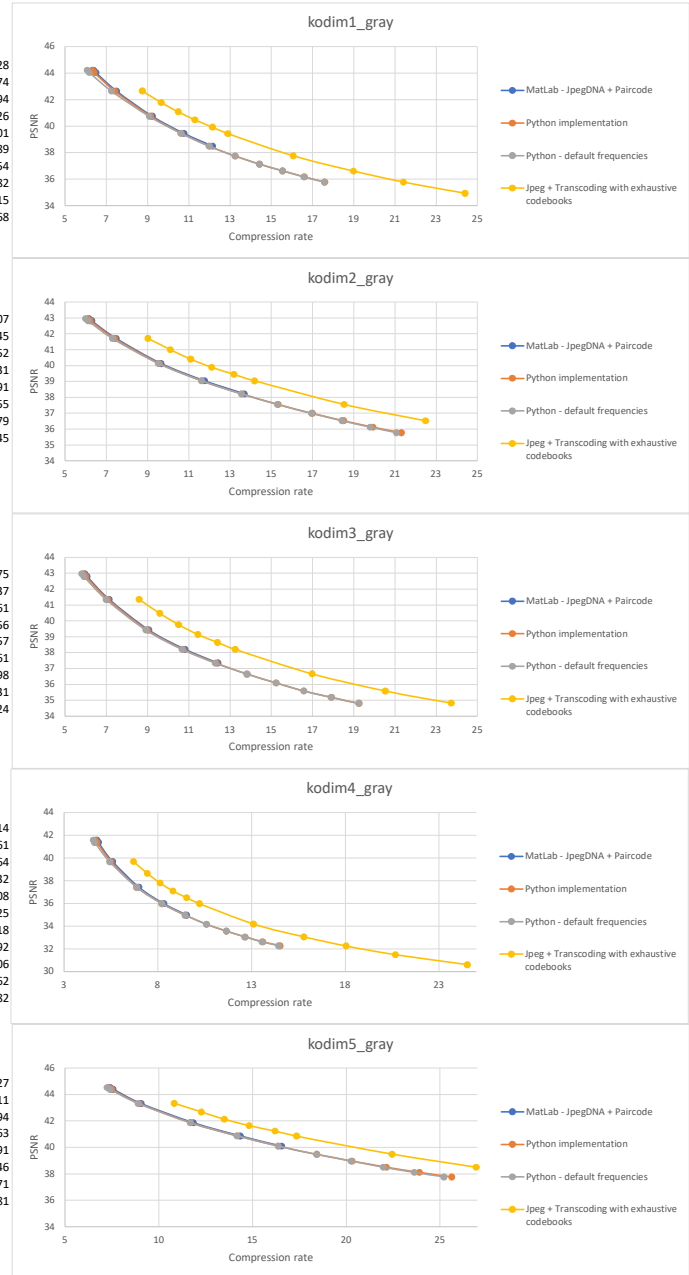 kodim1_gray
28
74
94
26
01
39
54
32
15
58
PSNR
46
44
42
40
38
36
34
5 7 9 11 13 15 17 19 21 23 25
Compression rate
MatLab - JpegDNA + Paircode
Python implementation
Python - default frequencies
Jpeg + Transcoding with exhaustive
codebooks
kodim2_gray
07
45
52
31
91
55
79
45
PSNR
44
43
42
41
40
39
38
37
36
35
34
5 7 9 11 13 15 17 19 21 23 25
Compression rate
MatLab - JpegDNA + Paircode
Python implementation
Python - default frequencies
Jpeg + Transcoding with exhaustive
codebooks
kodim3_gray
75
37
51
56
57
51
98
31
24
PSNR
44
43
42
41
40
39
38
37
36
35
34
5 7 9 11 13 15 17 19 21 23 25
Compression rate
MatLab - JpegDNA + Paircode
Python implementation
Python - default frequencies
Jpeg + Transcoding with exhaustive
codebooks
kodim4_gray
14
51
54
32
08
25
18
92
06
52
32
PSNR
44
42
40
38
36
34
32
30
3 8 13 18 23
Compression rate
MatLab - JpegDNA + Paircode
Python implementation
Python - default frequencies
Jpeg + Transcoding with exhaustive
codebooks
kodim5_gray
27
11
94
53
91
46
71
31
PSNR
46
44
42
40
38
36
34
5 10 15 20 25
Compression rate
MatLab - JpegDNA + Paircode
Python implementation
Python - default frequencies
Jpeg + Transcoding with exhaustive
codebooks